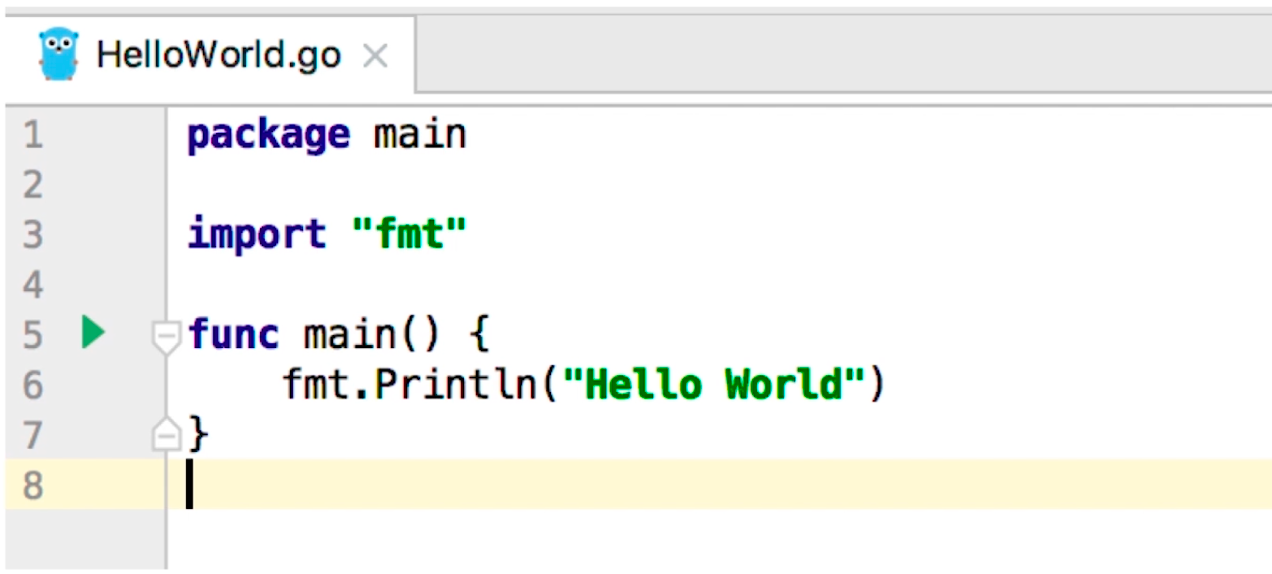 HelloWorld.go
1 package main
2
3 import "fmt"
4
5 func main() {
6     fmt.Println("Hello World")
7 }
8